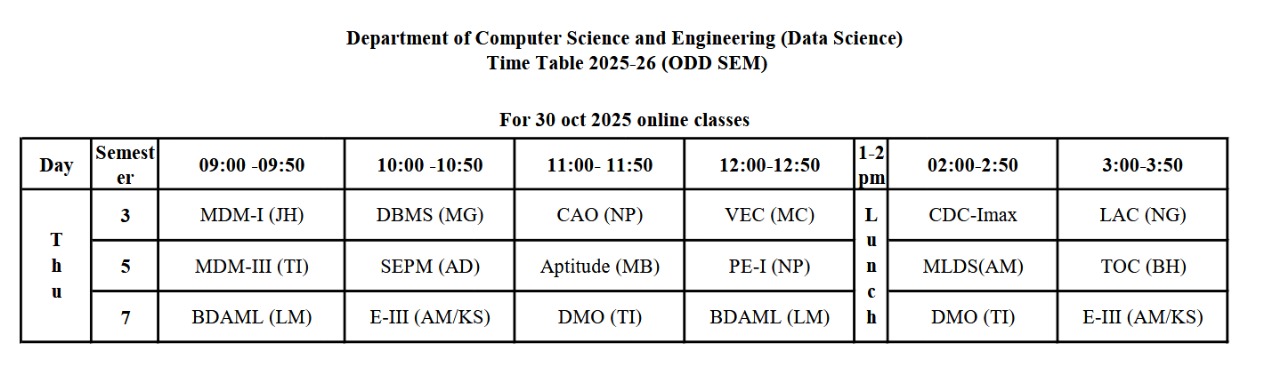 Department of Computer Science and Engineering (Data Science)
Time Table 2025-26 (ODD SEM)
For 30 oct 2025 online classes
Day Semest er 09:00 -09:50 10:00 -10:50 11:00- 11:50 12:00-12:50 1-2 pm 02:00-2:50 3:00-3:50
Thu 3 MDM-I (JH) DBMS (MG) CAO (NP) VEC (MC) Lunch CDC-Imax LAC (NG)
5 MDM-III (TI) SEPM (AD) Aptitude (MB) PE-I (NP) MLDS(AM) TOC (BH)
7 BDAML (LM) E-III (AM/KS) DMO (TI) BDAML (LM) DMO (TI) E-III (AM/KS)